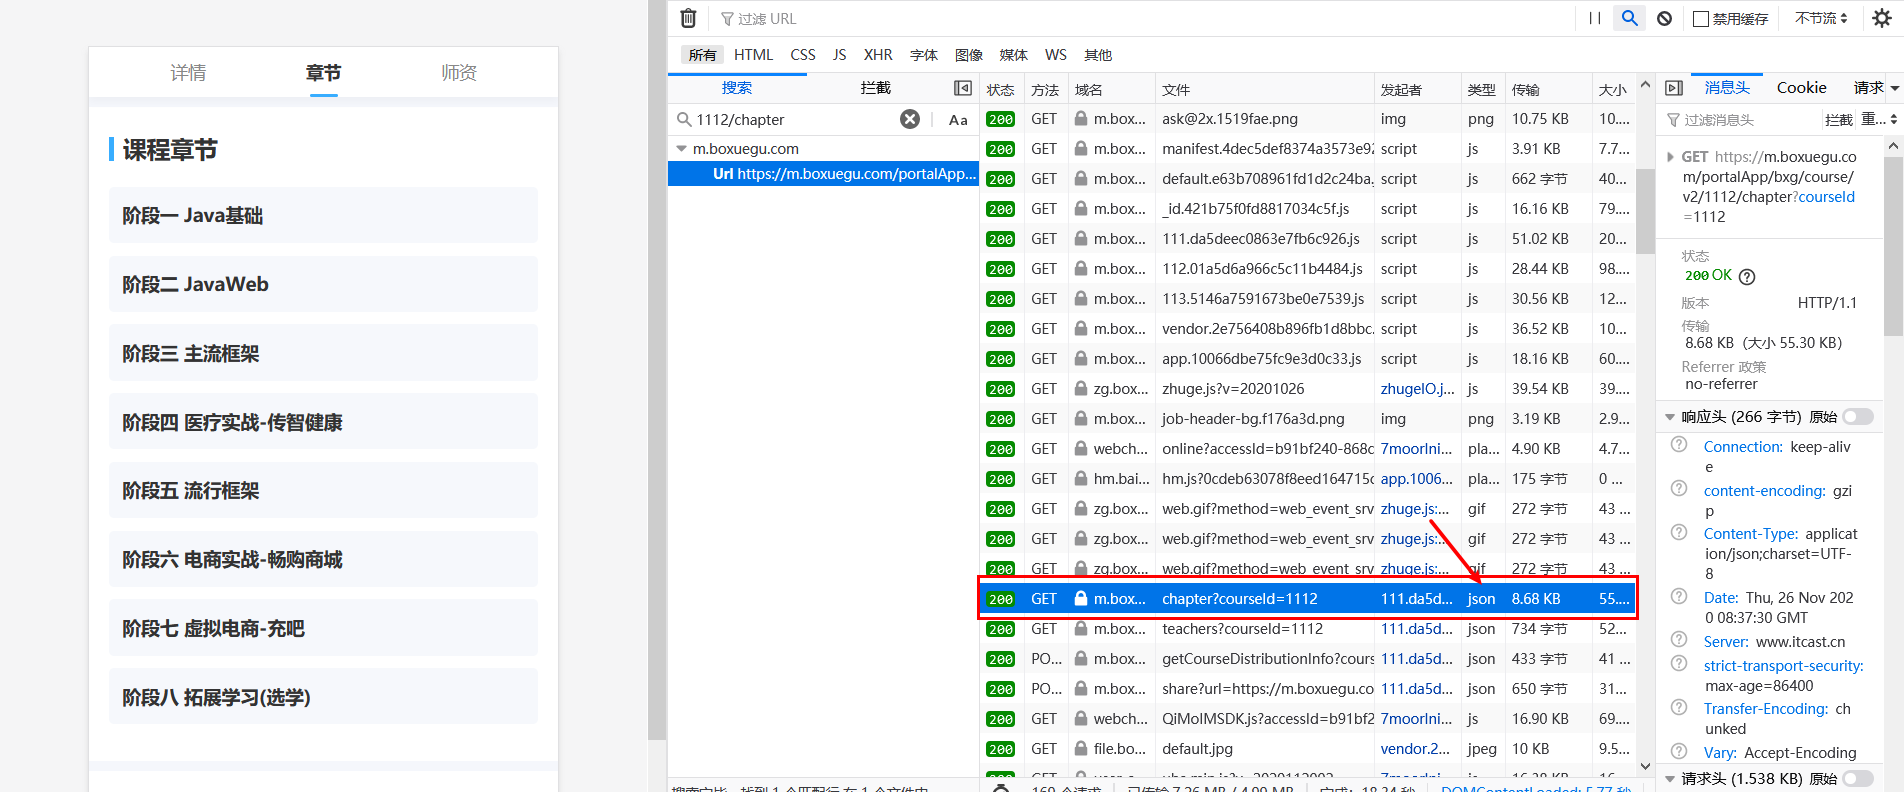 详情 章节 师资
课程章节
阶段一 Java基础
阶段二 JavaWeb
阶段三 主流框架
阶段四 医疗实战-传智健康
阶段五 流行框架
阶段六 电商实战-畅购商城
阶段七 虚拟电商-充吧
阶段八 拓展学习(选学)
过滤 URL
禁用缓存 不节流
所有 HTML CSS JS XHR 字体 图像 媒体 WS 其他
搜索 拦截
1112/chapter Aa
m.boxuegu.com
Url https://m.boxuegu.com/portalApp...
状态 方法 域名 文件 发起者 类型 传输 大小
200 GET m.box... ask@2x.1519fae.png img png 10.75 KB 10....
200 GET m.box... manifest.4dec5def8374a3573e92 script js 3.91 KB 7.7...
200 GET m.box... default.e63b708961fd1d2c24ba. script js 662 字节 40...
200 GET m.box... _id.421b75f0fd8817034c5f.js script js 16.16 KB 79....
200 GET m.box... 111.da5deec0863e7fb6c926.js script js 51.02 KB 20...
200 GET m.box... 112.01a5d6a966c5c11b4484.js script js 28.44 KB 98....
200 GET m.box... 113.5146a7591673be0e7539.js script js 30.56 KB 12...
200 GET m.box... vendor.2e756408b896fb1d8bbc. script js 36.52 KB 10...
200 GET m.box... app.10066dbe75fc9e3d0c33.js script js 18.16 KB 60....
200 GET zg.box... zhuge.js?v=20201026 zhugeIO.j... js 39.54 KB 39....
200 GET m.box... job-header-bg.f176a3d.png img png 3.19 KB 2.9...
200 GET webch... online?accessId=b91bf240-868c 7moorIni... pla... 4.90 KB 4.7...
200 GET hm.bai... hm.js?0cdeb63078f8eed164715c app.1006... pla... 175 字节 0 ...
200 GET zg.box... web.gif?method=web_event_srv zhuge.js:... gif 272 字节 43 ...
200 GET zg.box... web.gif?method=web_event_srv zhuge.js:... gif 272 字节 43 ...
200 GET zg.box... web.gif?method=web_event_srv zhuge.js:... gif 272 字节 43 ...
200 GET m.box... chapter?courseId=1112 111.da5d... json 8.68 KB 55....
200 GET m.box... teachers?courseId=1112 111.da5d... json 734 字节 52...
200 PO... m.box... getCourseDistributionInfo?cours 111.da5d... json 433 字节 41 ...
200 PO... m.box... share?url=https://m.boxuegu.co 111.da5d... json 650 字节 31...
200 GET webch... QiMoIMSDK.js?accessId=b91bf2 7moorIni... js 16.90 KB 69....
200 GET file.bo... default.jpg vendor.2... jpeg 10 KB 9.5...
消息头 Cookie 请求
过滤消息头 拦截 重...
GET https://m.boxuegu.co
m/portalApp/bxg/course/
v2/1112/chapter?courseId
=1112
状态
200 OK
版本 HTTP/1.1
传输
8.68 KB（大小 55.30 KB）
Referrer 政策
no-referrer
响应头 (266 字节) 原始
Connection: keep-aliv
e
content-encoding: gzi
p
Content-Type: applicat
ion/json;charset=UTF-
8
Date: Thu, 26 Nov 202
0 08:37:30 GMT
Server: www.itcast.cn
strict-transport-security:
max-age=86400
Transfer-Encoding: ch
unked
Vary: Accept-Encoding
请求头 (1.538 KB) 原始